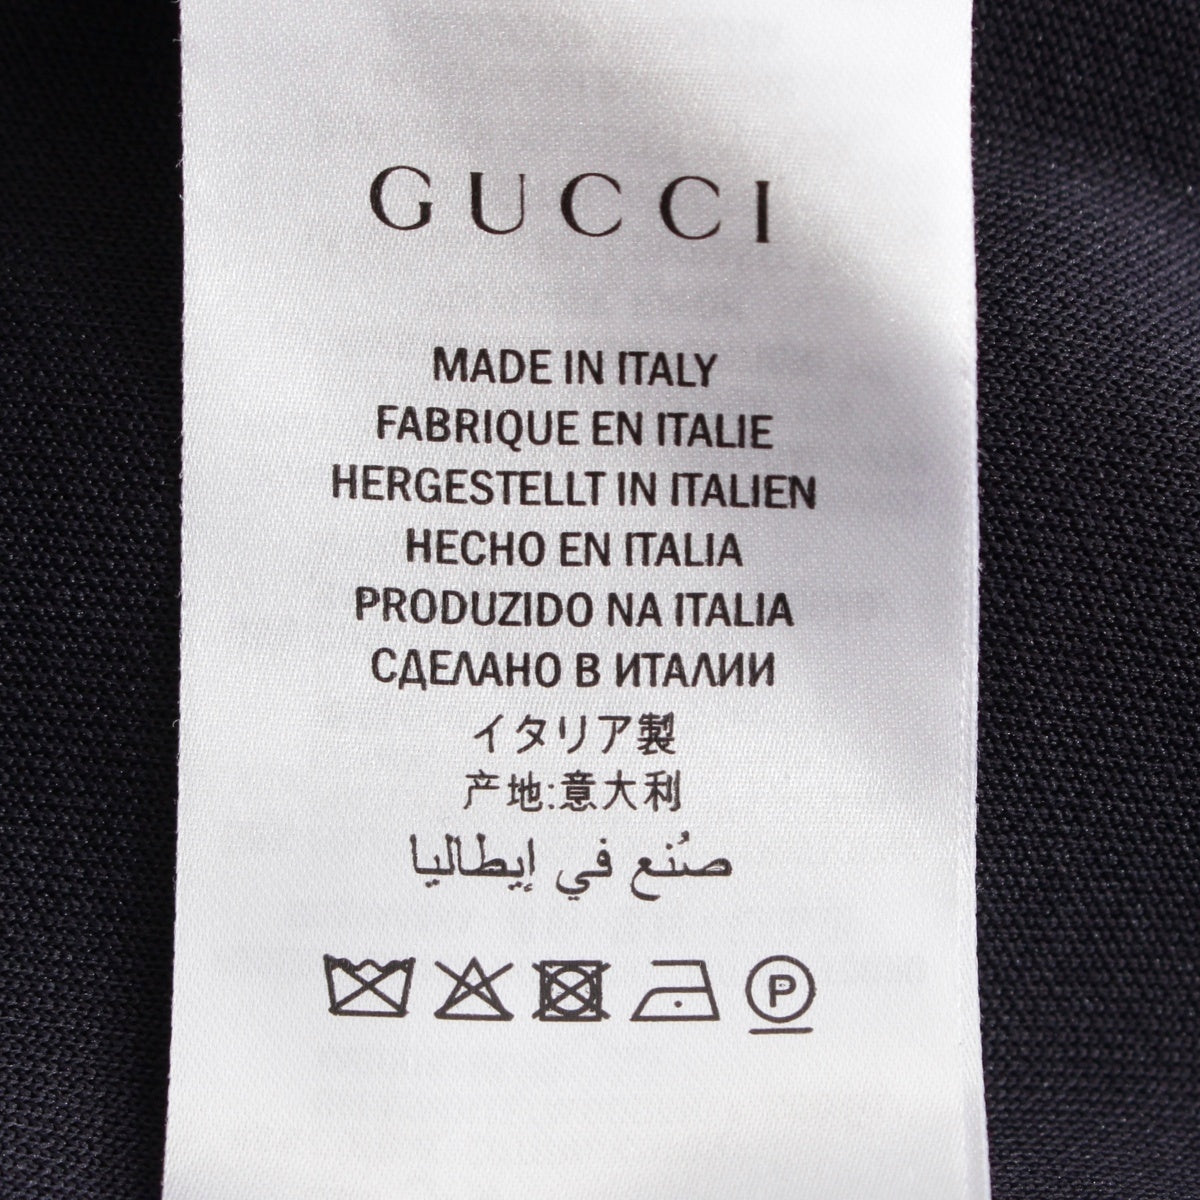 GUCCI
MADE IN ITALY
FABRIQUE EN ITALIE
HERGESTELLT IN ITALIEN
HECHO EN ITALIA
PRODUZIDO NA ITALIA
СДЕЛАНО В ИТАЛИИ
イタリア製
产地:意大利
صُنع في إيطاليا
P